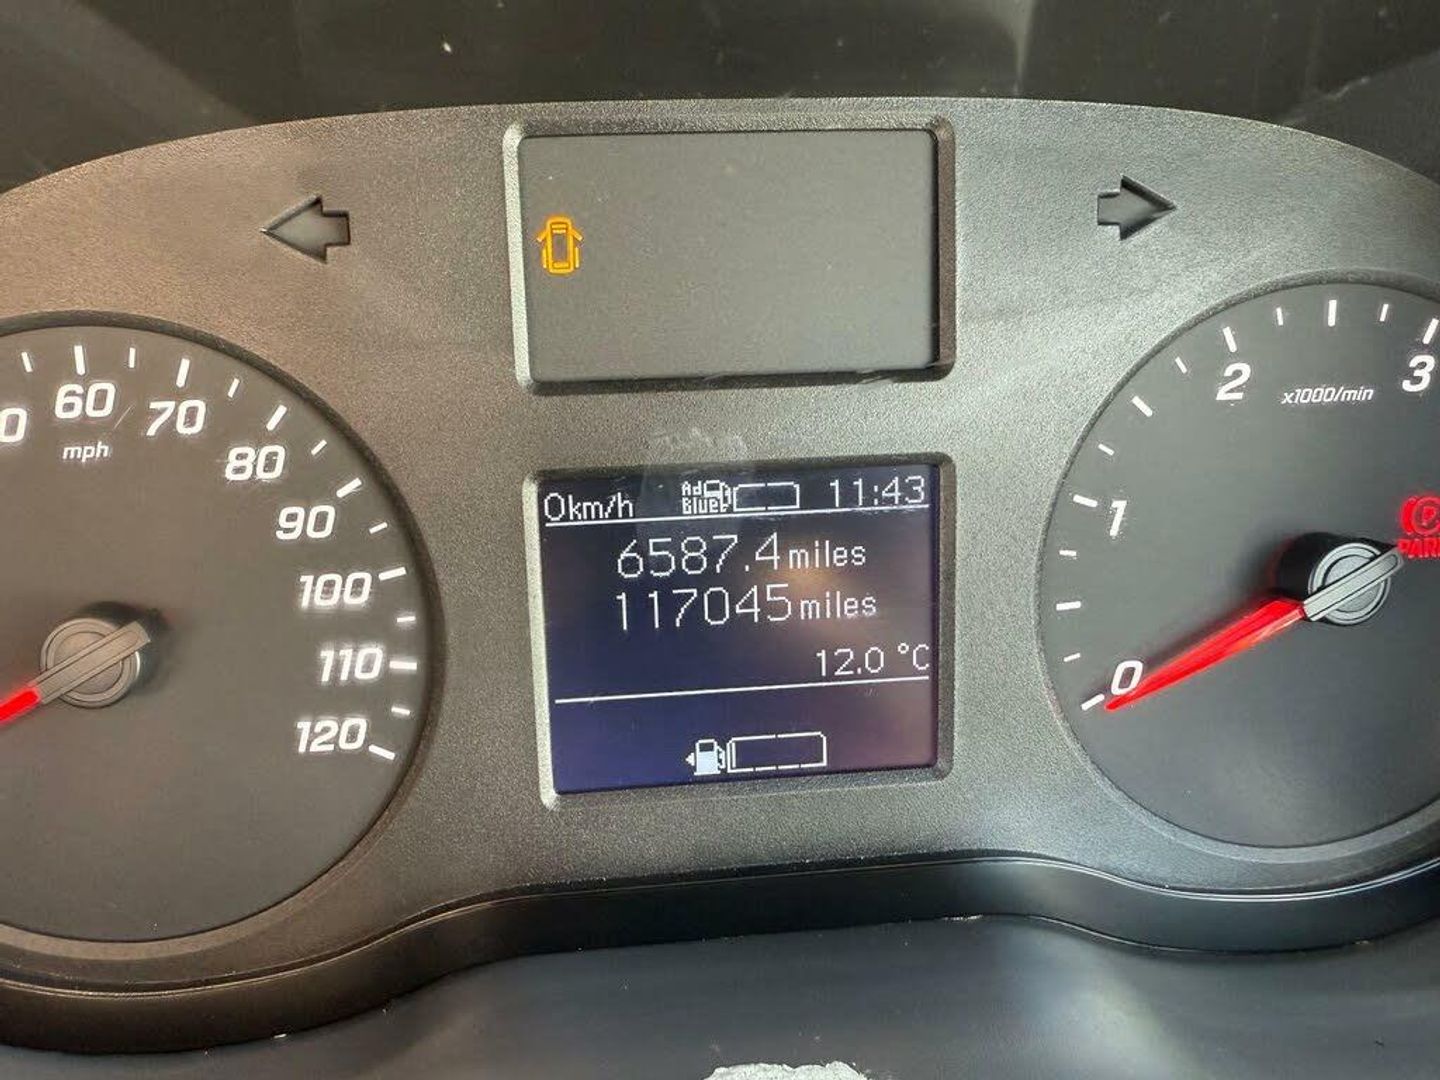 60
mph
70
80
90
100
110
120
0km/h Ad Blue 11:43
6587.4 miles
117045 miles
12.0 °C
0
1
2
3
x1000/min